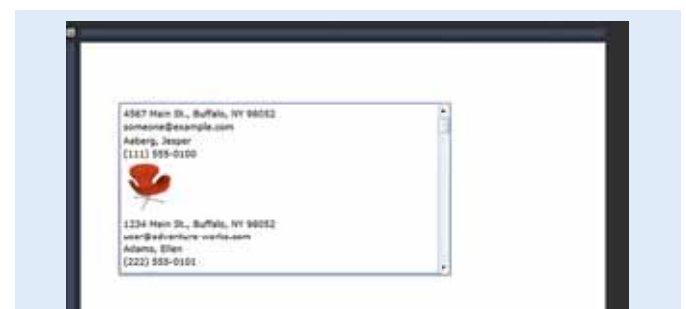 4567 Main St., Buffalo, NY 98052
someone@example.com
Aaberg, Jesper
(111) 555-0100
1234 Main St., Buffalo, NY 98052
user@adventure-works.com
Adams, Ellen
(222) 555-0101